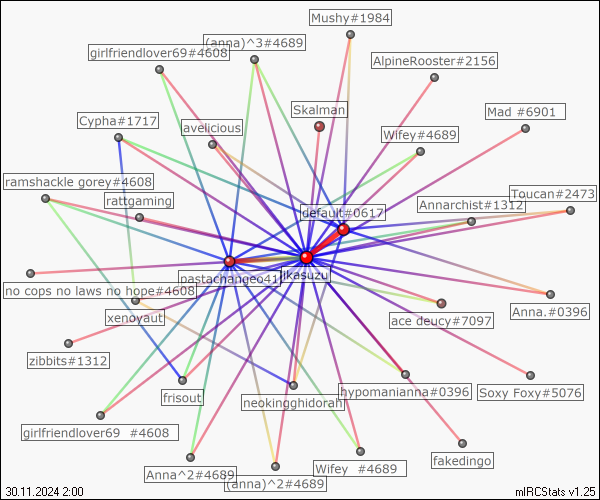 Mushy#1984
(anna)^3#4689
girlfriendlover69#4608
AlpineRooster#2156
Skalman
Mad #6901
Cypha#1717
avelicious
Wifey#4689
ramshackle gorey#4608
Toucan#2473
rattgaming
default#0617
Annarchist#1312
pastachangeo41
jikasuzu
no cops no laws no hope#4608
Anna.#0396
xenoyaut
ace deucy#7097
zibbits#1312
frisout
neokingghidorah
hypomanianna#0396
Soxy Foxy#5076
girlfriendlover69 #4608
fakedingo
Anna^2#4689
(anna)^2#4689
Wifey #4689
30.11.2024 2:00
mIRCStats v1.25